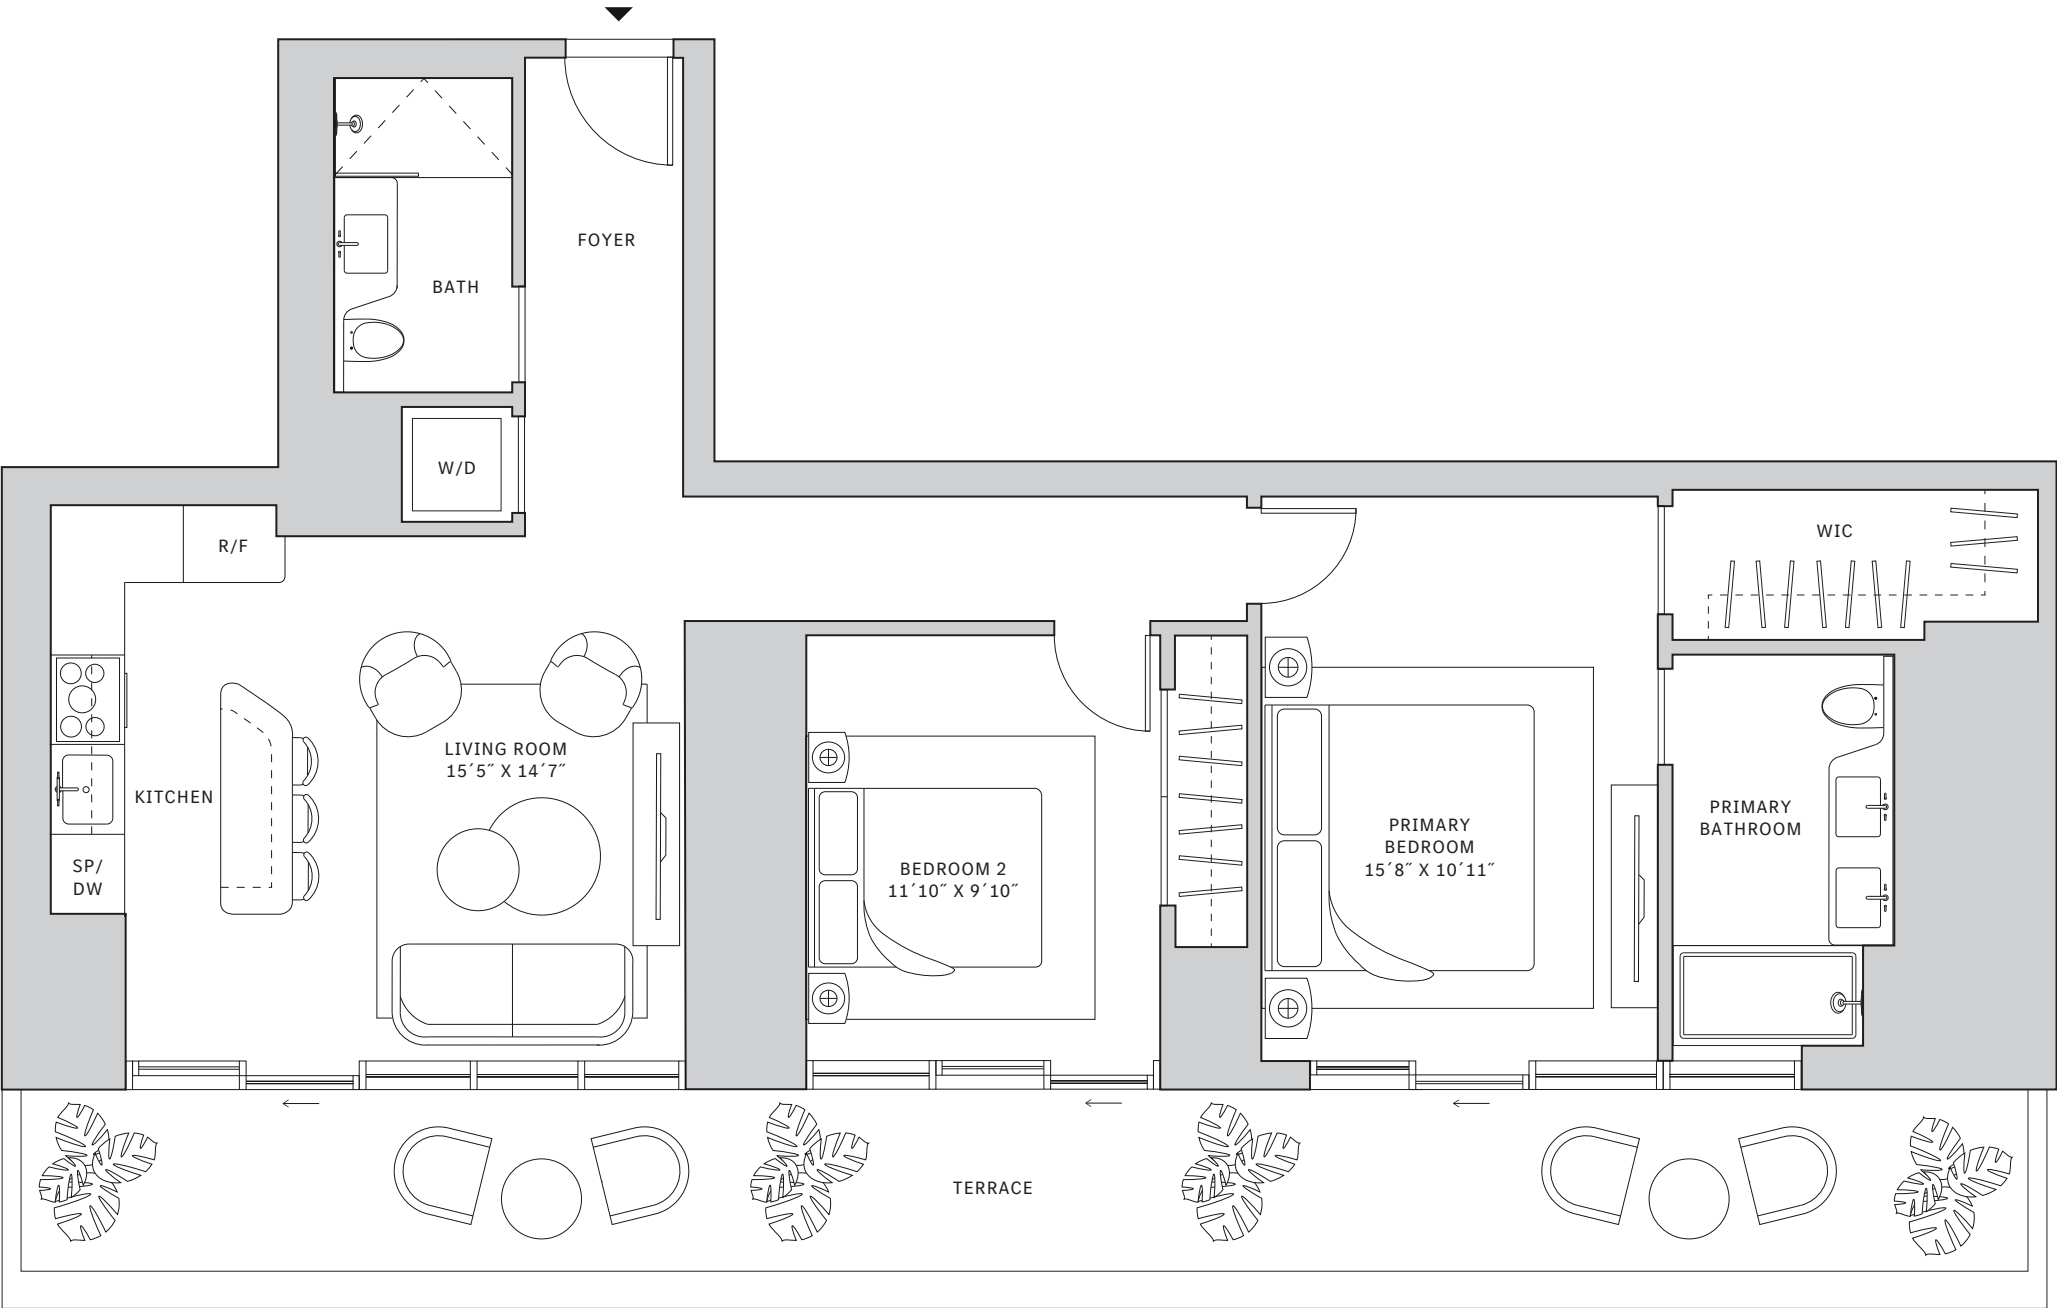 FOYER
BATH
W/D
R/F
WIC
LIVING ROOM
15´5˝ X 14´7˝
KITCHEN
SP/
DW
BEDROOM 2
11´10˝ X 9´10˝
PRIMARY
BEDROOM
15´8˝ X 10´11˝
PRIMARY
BATHROOM
TERRACE